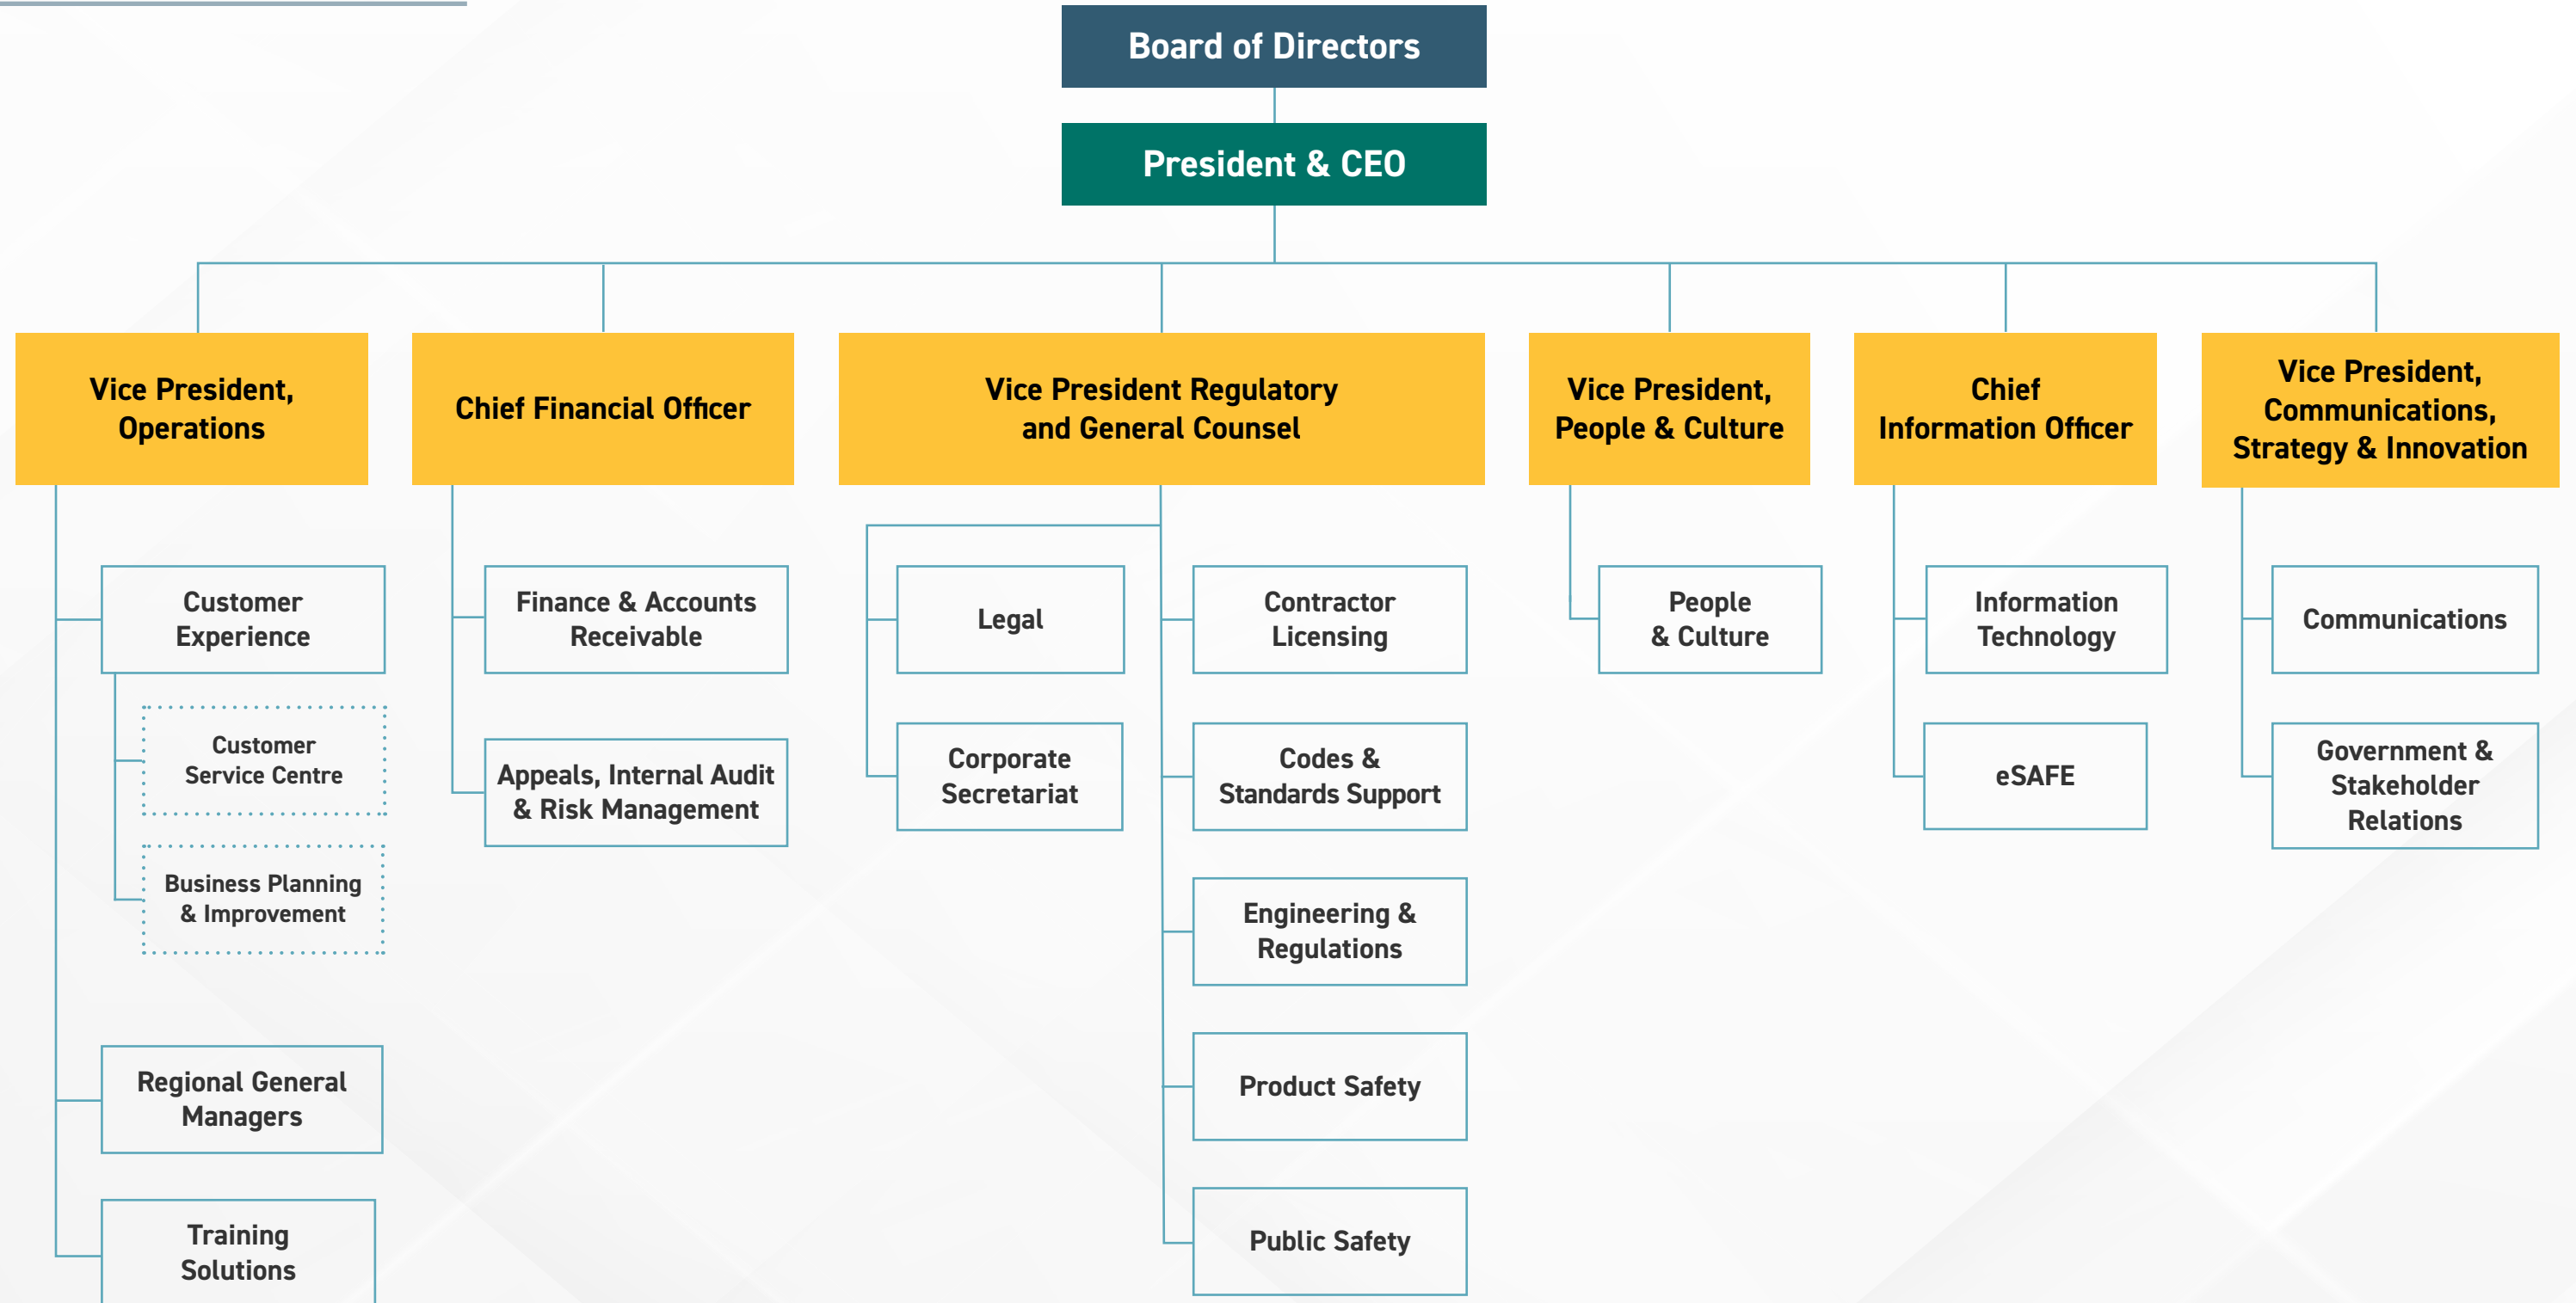 Board of Directors
President & CEO
Vice President,
Operations
Customer
Experience
Customer
Service Centre
Business Planning
& Improvement
Regional General
Managers
Training
Solutions
Chief Financial Officer
Finance & Accounts
Receivable
Appeals, Internal Audit
& Risk Management
Vice President Regulatory
and General Counsel
Legal
Corporate
Secretariat
Contractor
Licensing
Codes &
Standards Support
Engineering &
Regulations
Product Safety
Public Safety
Vice President,
People & Culture
People
& Culture
Chief
Information Officer
Information
Technology
eSAFE
Vice President,
Communications,
Strategy & Innovation
Communications
Government &
Stakeholder
Relations